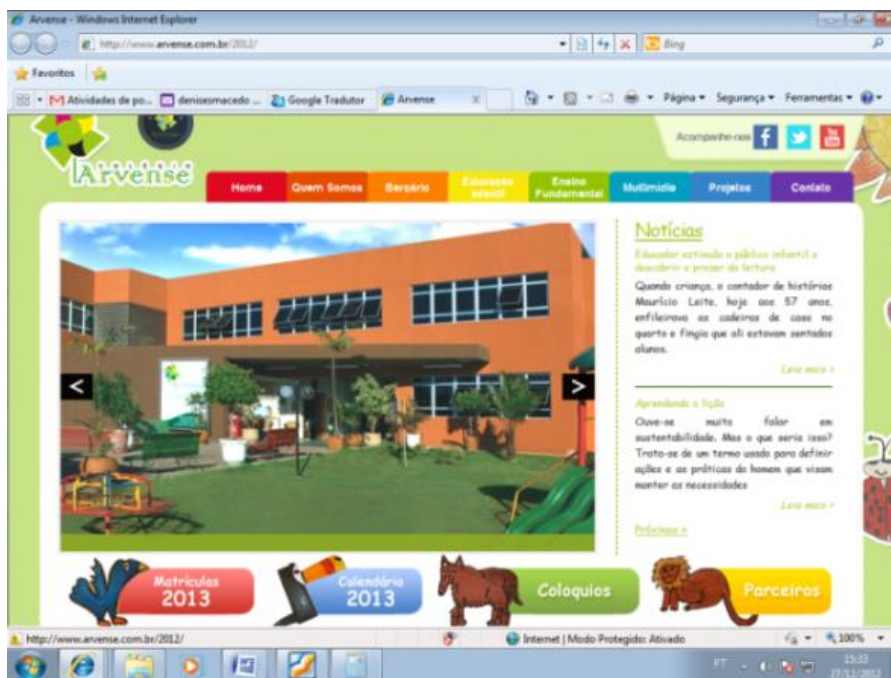 Arvense - Windows Internet Explorer
http://www.arvense.com.br/2012/
Bing
Favoritos
Atividades de po...
denisesmacedo ...
Google Tradutor
Arvense
Página
Segurança
Ferramentas
Acompanhe-nos
You
Tube
Arvense
Home
Quem Somos
Berçário
Educação
Infantil
Ensino
Fundamental
Multimídia
Projetos
Contato
Notícias
Educador estimula o público infantil a
descobrir o prazer da leitura
Quando criança, o contador de histórias
Maurício Leite, hoje aos 57 anos,
enfileirava as cadeiras de casa no
quarto e fingia que ali estavam sentados
alunos.
Leia mais >
Aprendendo a lição
Ouve-se muito falar em
sustentabilidade. Mas o que seria isso?
Trata-se de um termo usado para definir
ações e as práticas do homem que visam
manter as necessidades
Leia mais >
Próximas »
Matrículas
2013
Calendário
2013
Coloquios
Parceiros
http://www.arvense.com.br/2012/
Internet | Modo Protegido: Ativado
100%
PT
15:33
27/12/2012